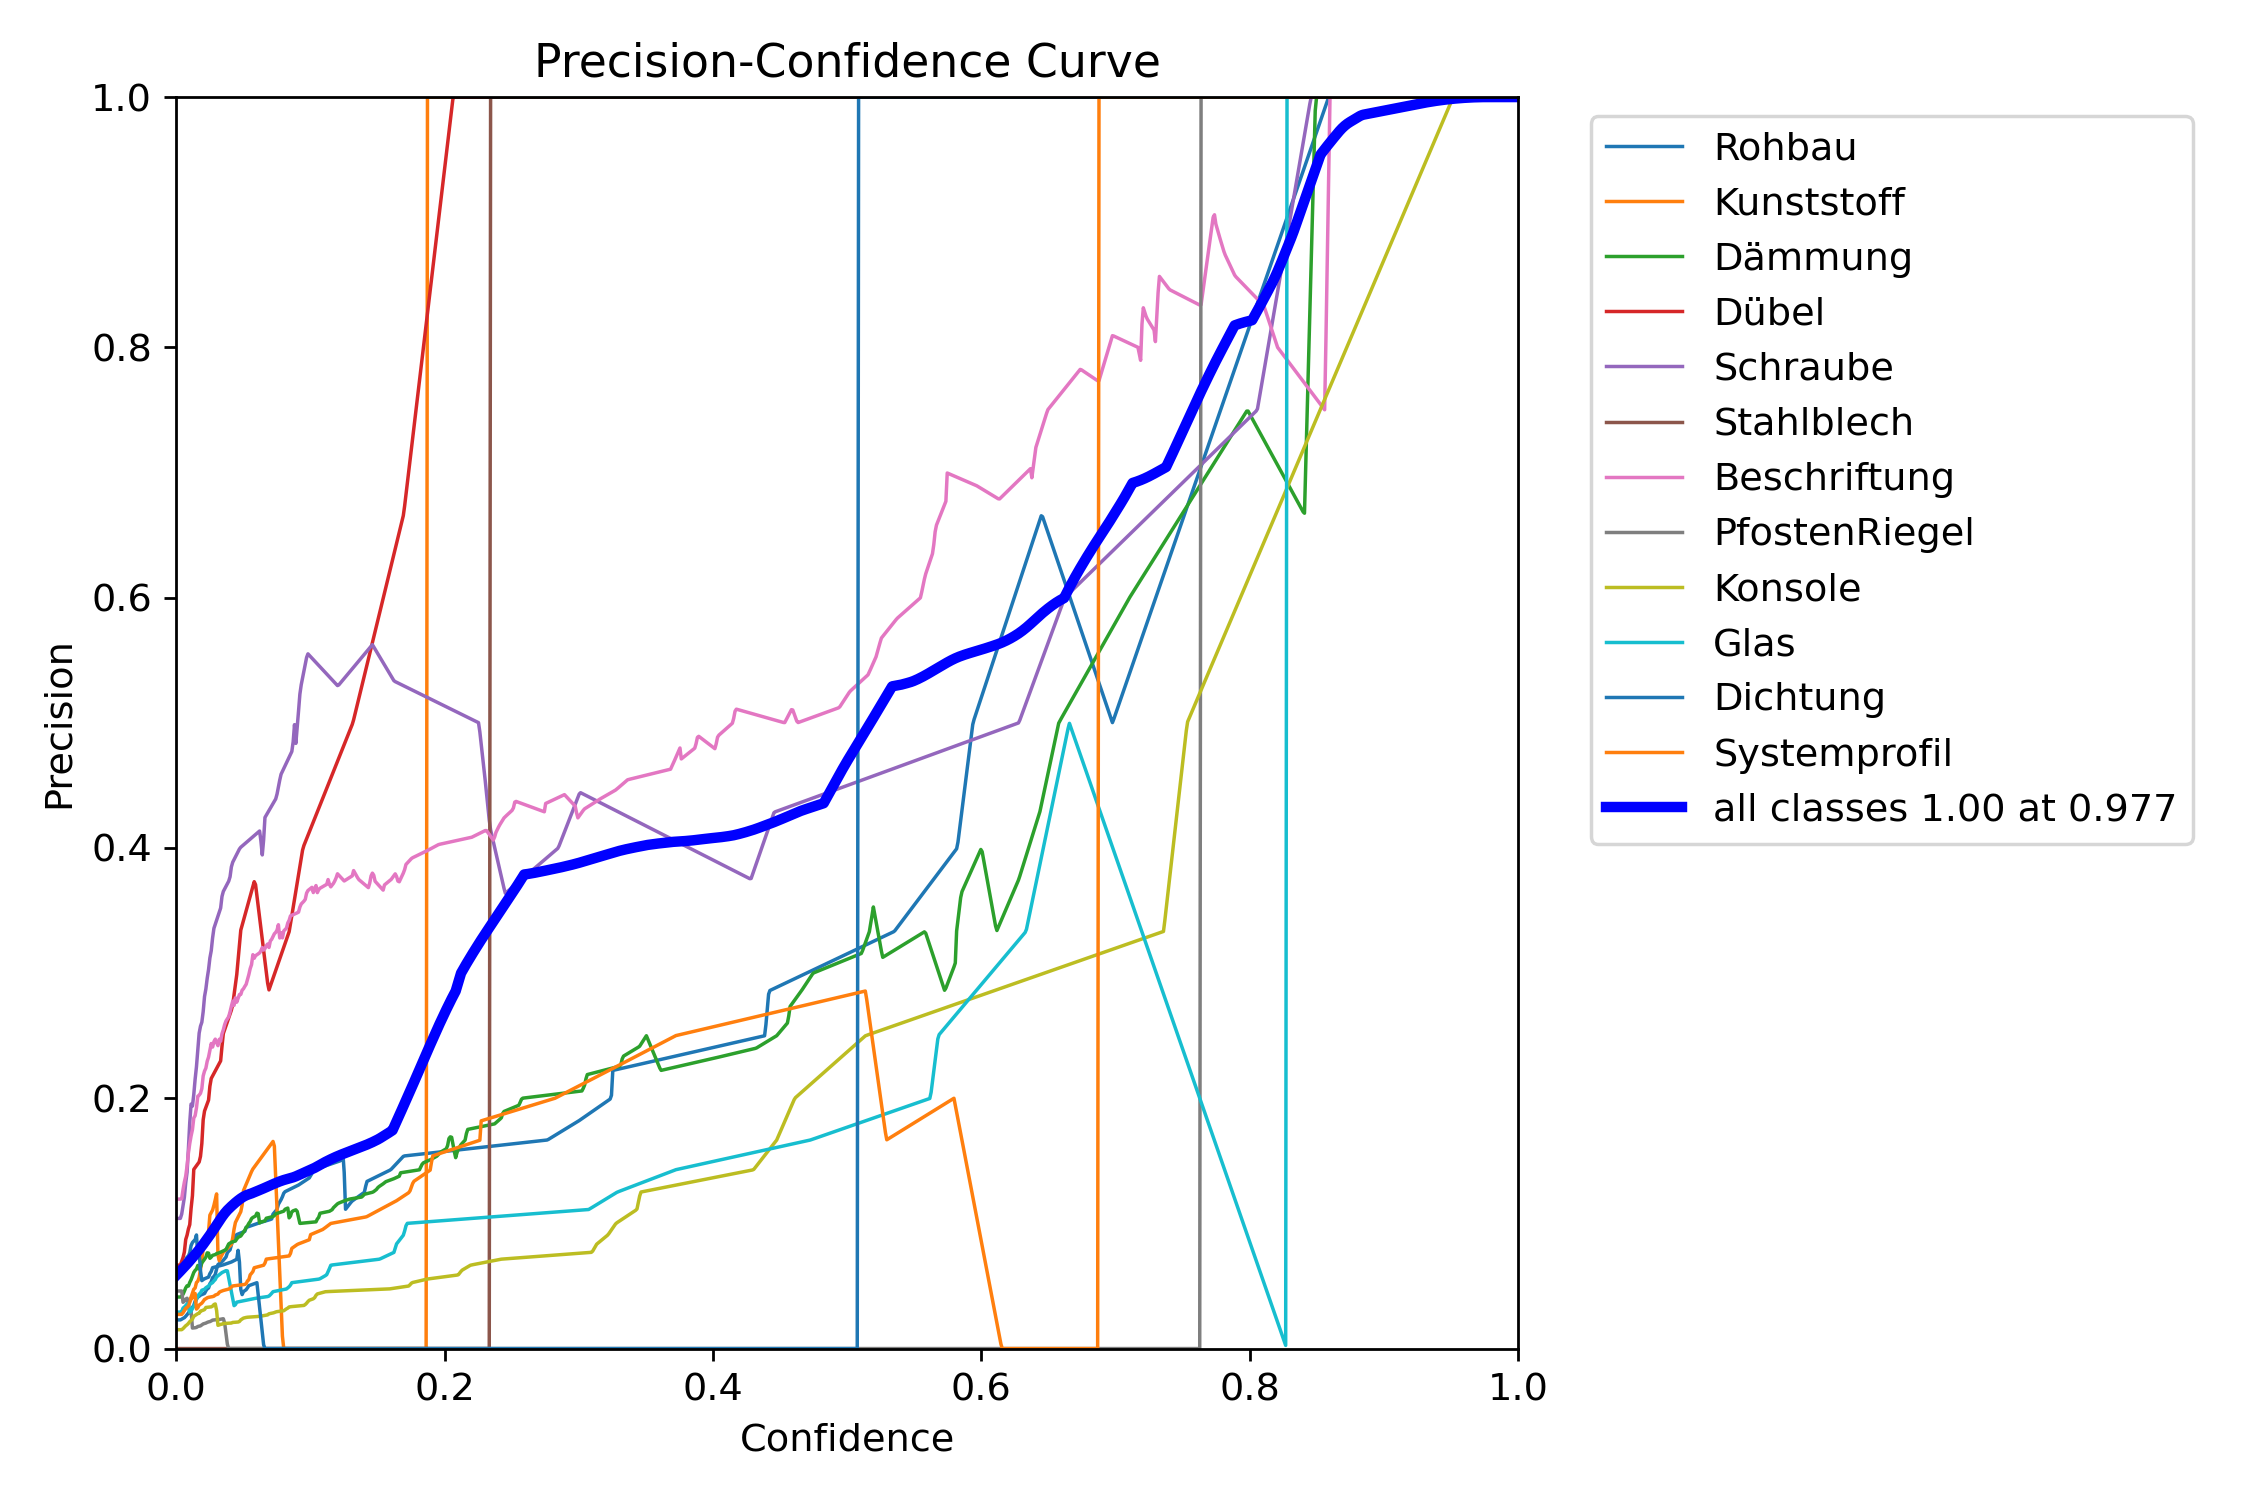 Precision-Confidence Curve
1.0
0.8
0.6
0.4
0.2
0.0
Precision
0.0 0.2 0.4 0.6 0.8 1.0
Confidence
Rohbau
Kunststoff
Dämmung
Dübel
Schraube
Stahlblech
Beschriftung
PfostenRiegel
Konsole
Glas
Dichtung
Systemprofil
all classes 1.00 at 0.977